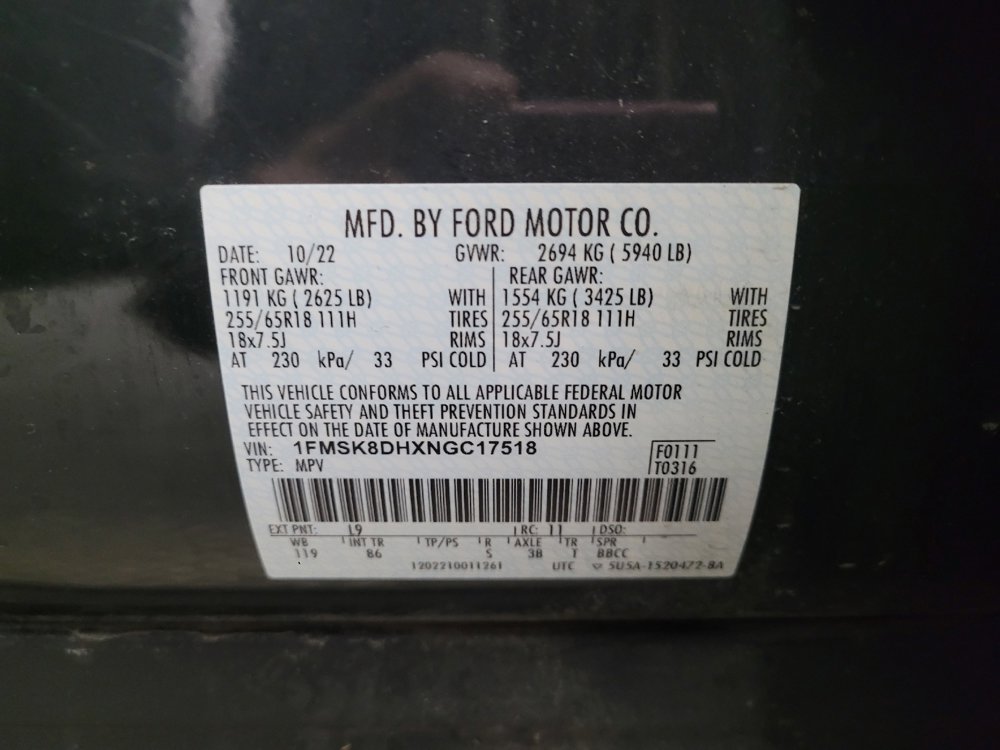 MFD. BY FORD MOTOR CO.
DATE: 10/22 GVWR: 2694 KG ( 5940 LB)
FRONT GAWR: REAR GAWR:
1191 KG ( 2625 LB) WITH 1554 KG ( 3425 LB) WITH
255/65R18 111H TIRES 255/65R18 111H TIRES
18x7.5J RIMS 18x7.5J RIMS
AT 230 kPa/ 33 PSI COLD AT 230 kPa/ 33 PSI COLD
THIS VEHICLE CONFORMS TO ALL APPLICABLE FEDERAL MOTOR
VEHICLE SAFETY AND THEFT PREVENTION STANDARDS IN
EFFECT ON THE DATE OF MANUFACTURE SHOWN ABOVE.
VIN: 1FMSK8DHXNGC17518 F0111
TYPE: MPV T0316
EXT PNT: L9 RC: 11 DSO:
WB INT TR TP/PS R AXLE TR SPR
119 86 S 3B T BBCC
1202210011261 UTC 5U5A-1520472-BA